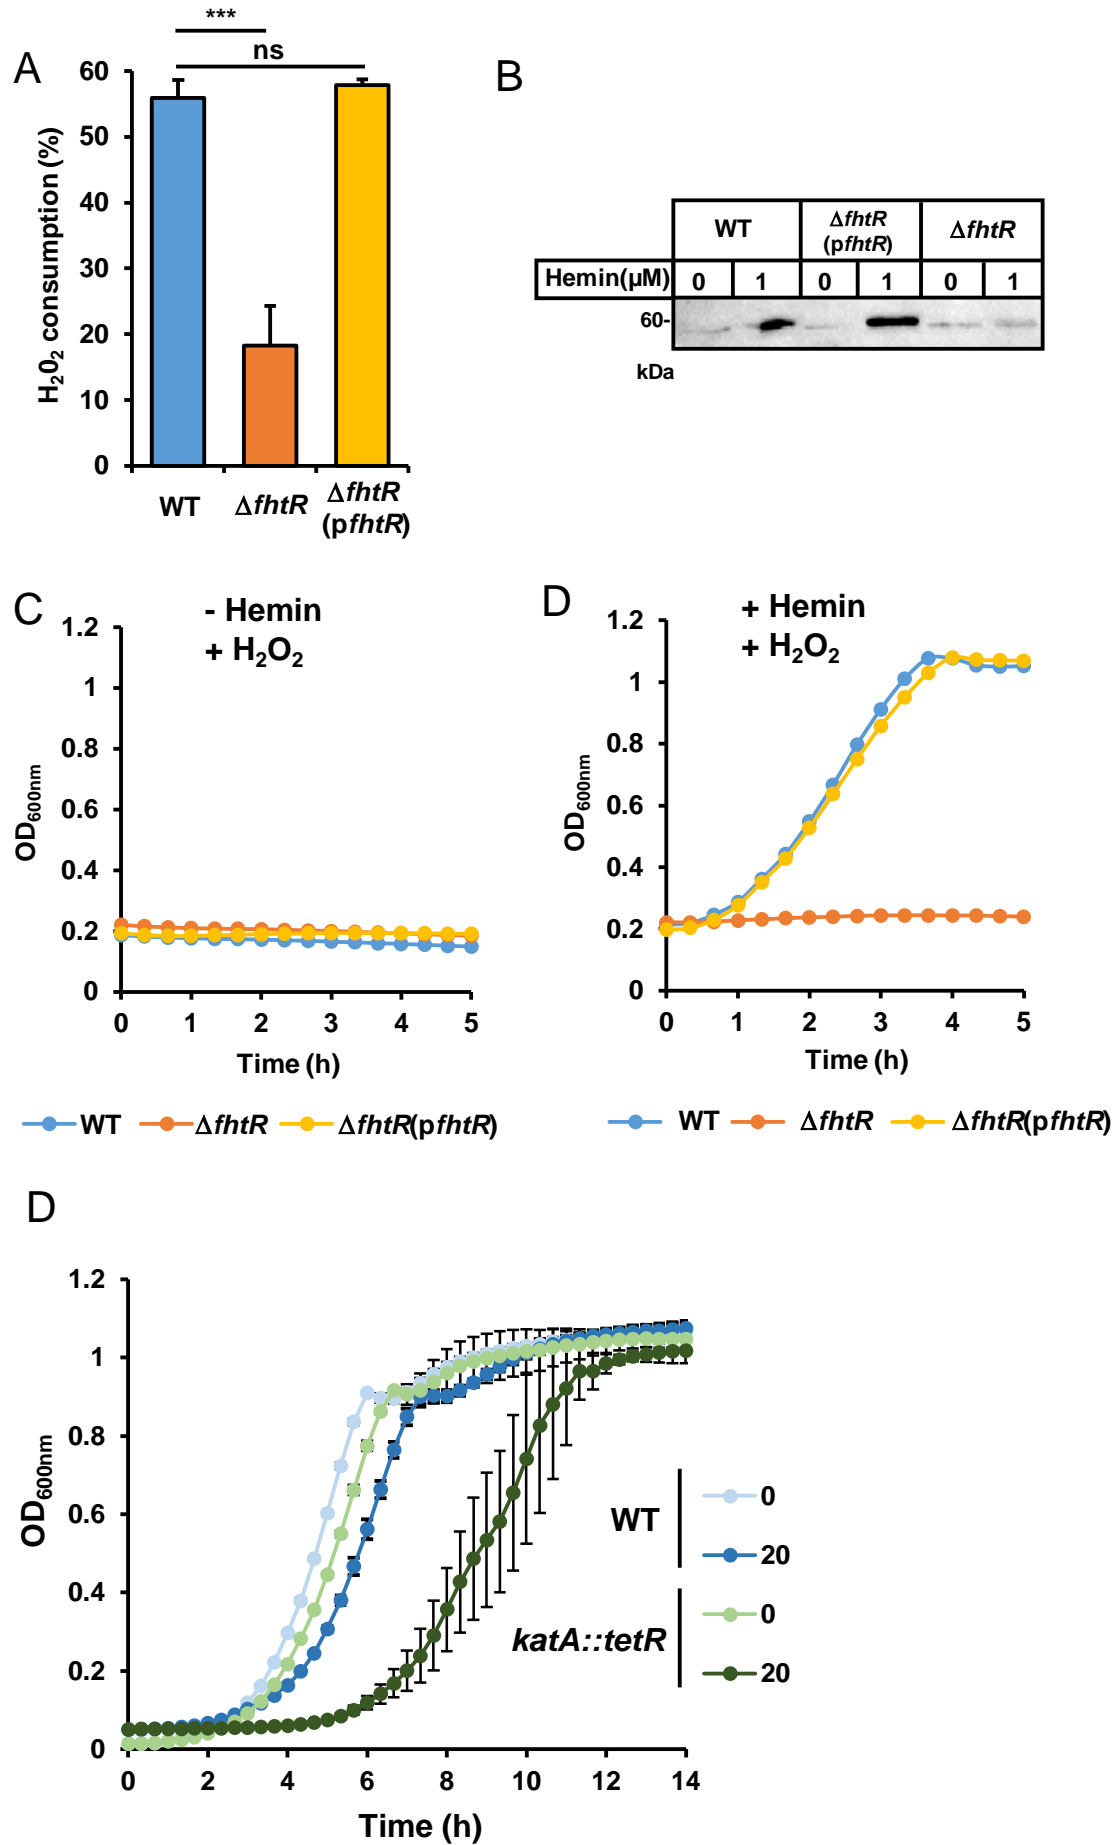 A
***
ns
60
50
40
30
20
10
0
H₂0₂ consumption (%)
WT
ΔfhtR
ΔfhtR
(pfhtR)
B
WT
ΔfhtR
(pfhtR)
ΔfhtR
Hemin(µM)
0
1
0
1
0
1
60-
kDa
C
- Hemin
+ H₂O₂
1.2
1
0.8
0.6
0.4
0.2
0
OD600nm
0 1 2 3 4 5
Time (h)
WT ΔfhtR ΔfhtR(pfhtR)
D
+ Hemin
+ H₂O₂
1.2
1
0.8
0.6
0.4
0.2
0
OD600nm
0 1 2 3 4 5
Time (h)
WT ΔfhtR ΔfhtR(pfhtR)
D
1.2
1
0.8
0.6
0.4
0.2
0
OD600nm
0 2 4 6 8 10 12 14
Time (h)
WT
0
20
katA::tetR
0
20